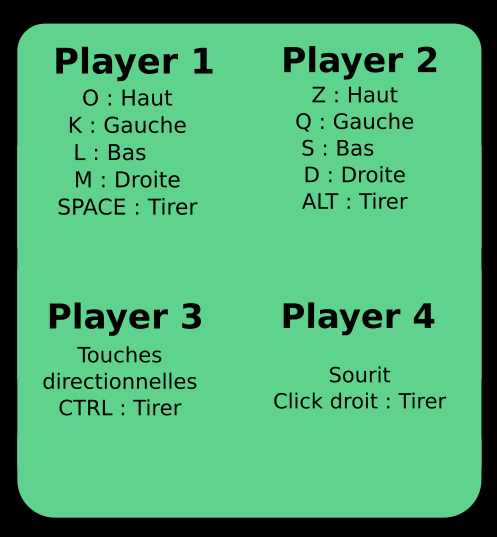 Player 1
O : Haut
K : Gauche
L : Bas
M : Droite
SPACE : Tirer
Player 2
Z : Haut
Q : Gauche
S : Bas
D : Droite
ALT : Tirer
Player 3
Touches
directionnelles
CTRL : Tirer
Player 4
Sourit
Click droit : Tirer